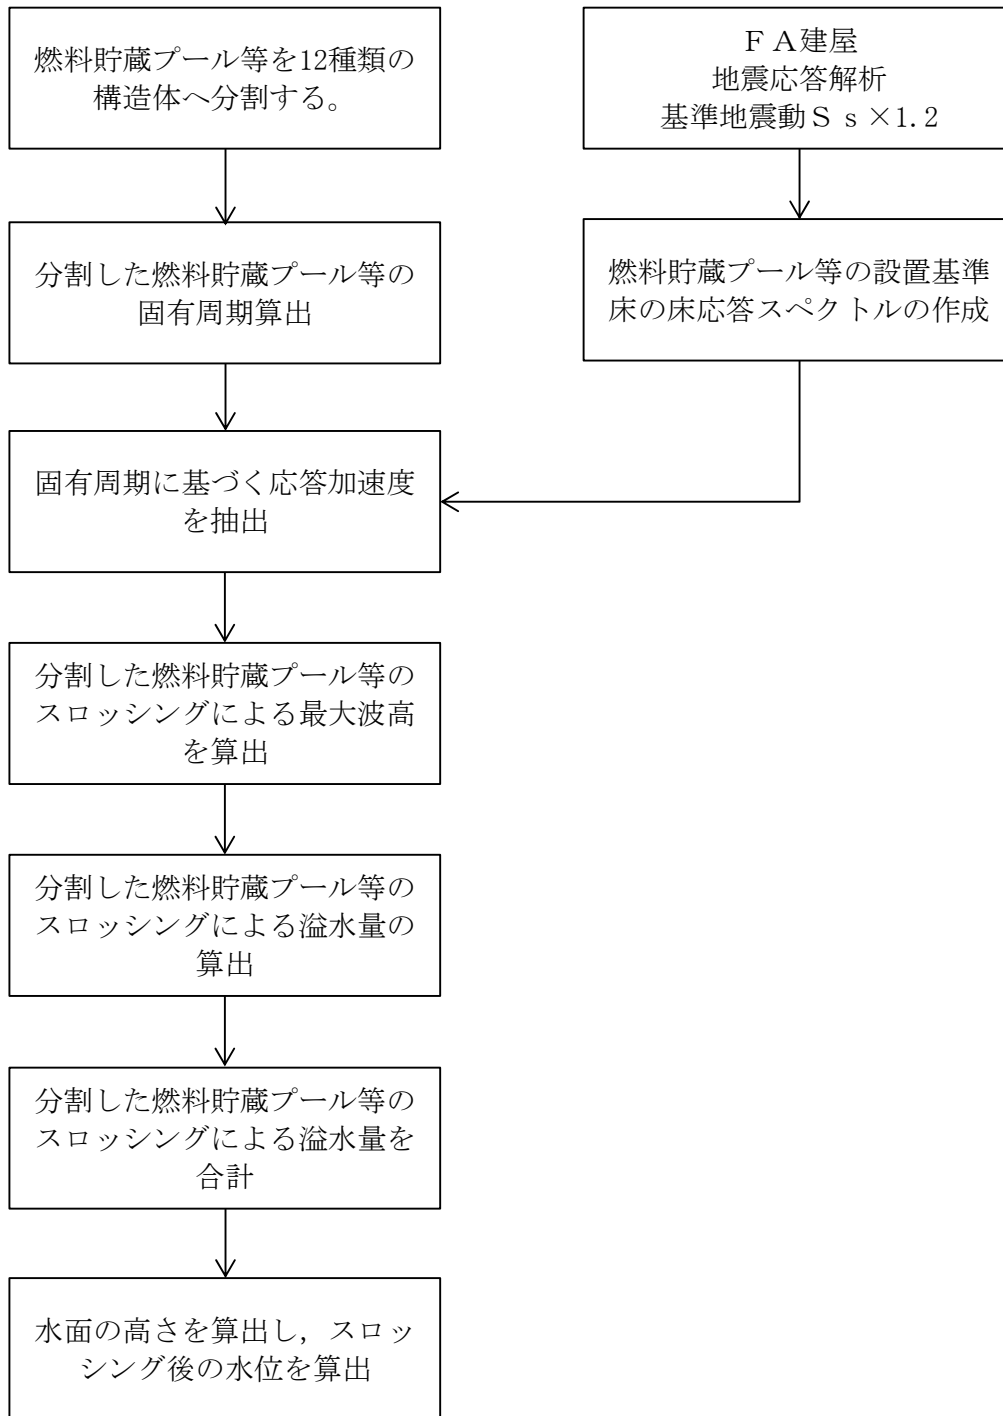 燃料貯蔵プール等を12種類の
構造体へ分割する。
ＦＡ建屋
地震応答解析
基準地震動Ｓｓ×1.2
分割した燃料貯蔵プール等の
固有周期算出
燃料貯蔵プール等の設置基準
床の床応答スペクトルの作成
固有周期に基づく応答加速度
を抽出
分割した燃料貯蔵プール等の
スロッシングによる最大波高
を算出
分割した燃料貯蔵プール等の
スロッシングによる溢水量の
算出
分割した燃料貯蔵プール等の
スロッシングによる溢水量を
合計
水面の高さを算出し，スロッ
シング後の水位を算出